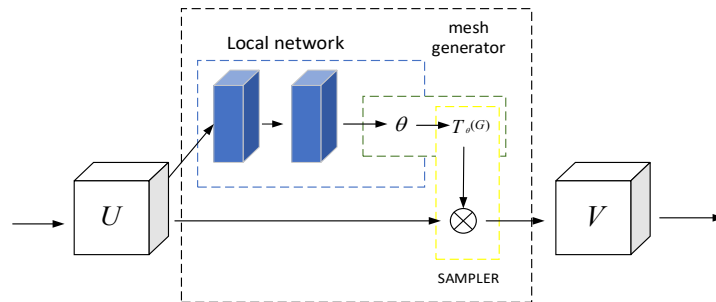 mesh
generator
Local network
θ
T_θ(G)
U
V
SAMPLER